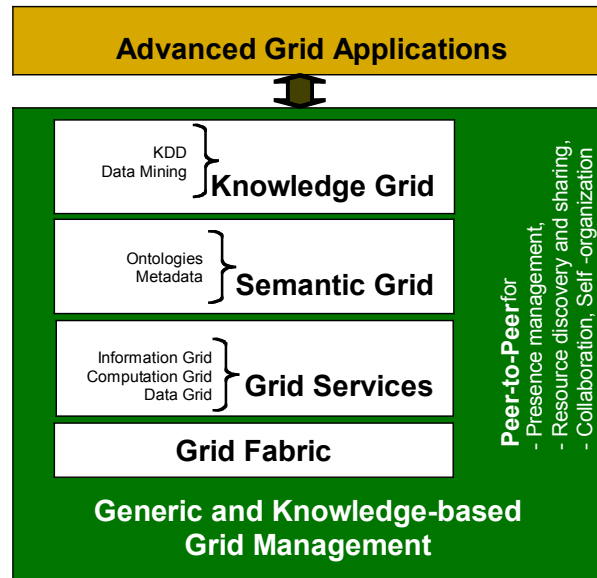 Advanced Grid Applications
KDD
Data Mining
Knowledge Grid
Ontologies
Metadata
Semantic Grid
Information Grid
Computation Grid
Data Grid
Grid Services
Grid Fabric
Peer-to-Peer for
- Presence management,
- Resource discovery and sharing,
- Collaboration, Self -organization
Generic and Knowledge-based
Grid Management